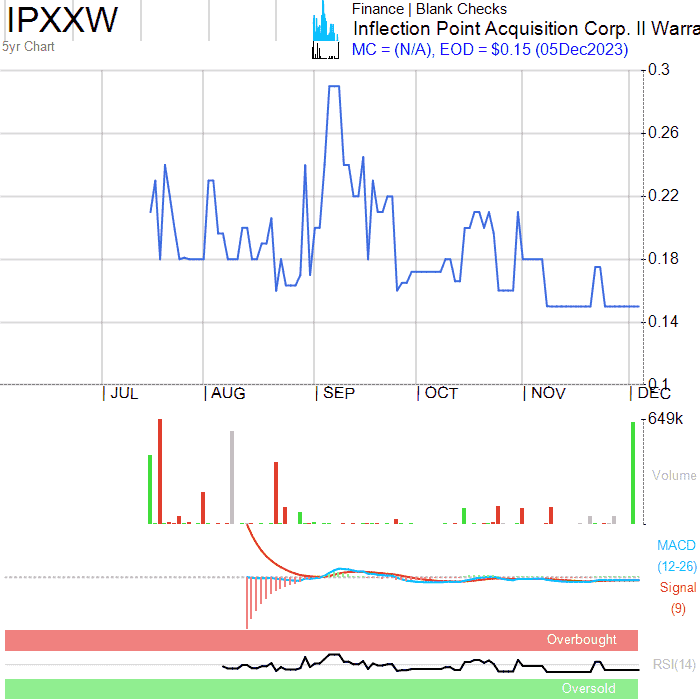 IPXXW
5yr Chart
Finance | Blank Checks
Inflection Point Acquisition Corp. II Warra
MC = (N/A), EOD = $0.15 (05Dec2023)
0.3
0.26
0.22
0.18
0.14
0.1
| JUL | AUG | SEP | OCT | NOV | DEC
649k
Volume
MACD
(12-26)
Signal
(9)
Overbought
RSI(14)
Oversold